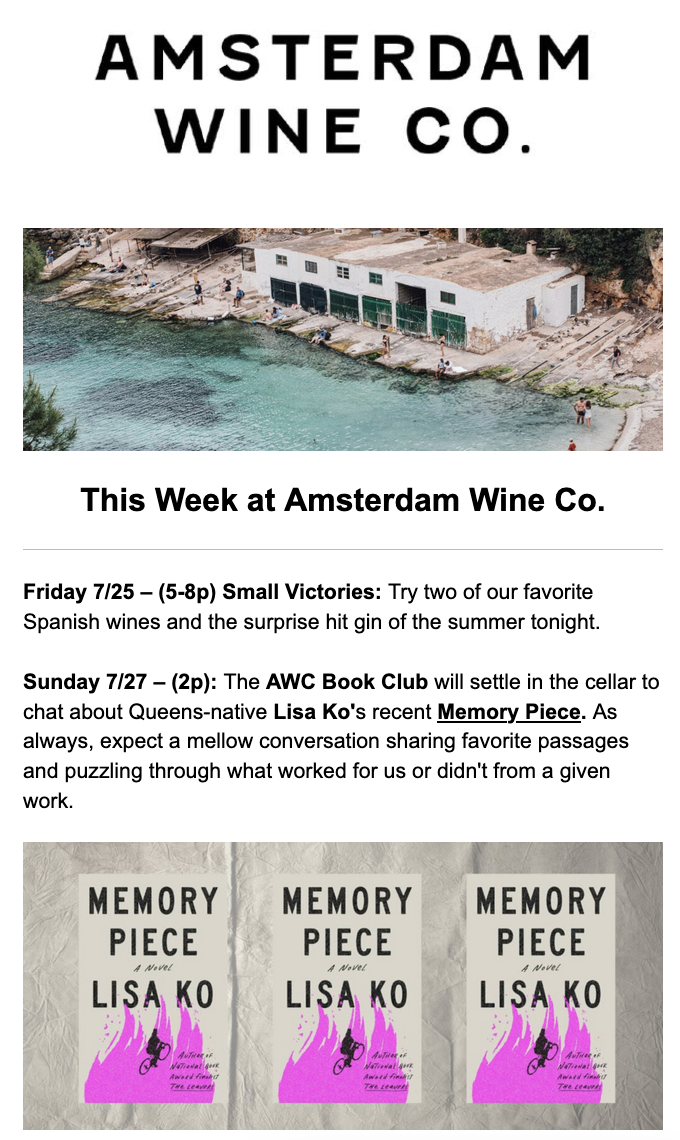 AMSTERDAM
WINE CO.
This Week at Amsterdam Wine Co.
Friday 7/25 – (5-8p) Small Victories: Try two of our favorite
Spanish wines and the surprise hit gin of the summer tonight.
Sunday 7/27 – (2p): The AWC Book Club will settle in the cellar to
chat about Queens-native Lisa Ko's recent Memory Piece. As
always, expect a mellow conversation sharing favorite passages
and puzzling through what worked for us or didn't from a given
work.
MEMORY
PIECE
A NOVEL
LISA KO
AUTHOR OF
NATIONAL BOOK
AWARD FINALIST
THE LEAVERS
MEMORY
PIECE
A NOVEL
LISA KO
AUTHOR OF
NATIONAL BOOK
AWARD FINALIST
THE LEAVERS
MEMORY
PIECE
A NOVEL
LISA KO
AUTHOR OF
NATIONAL BOOK
AWARD FINALIST
THE LEAVERS